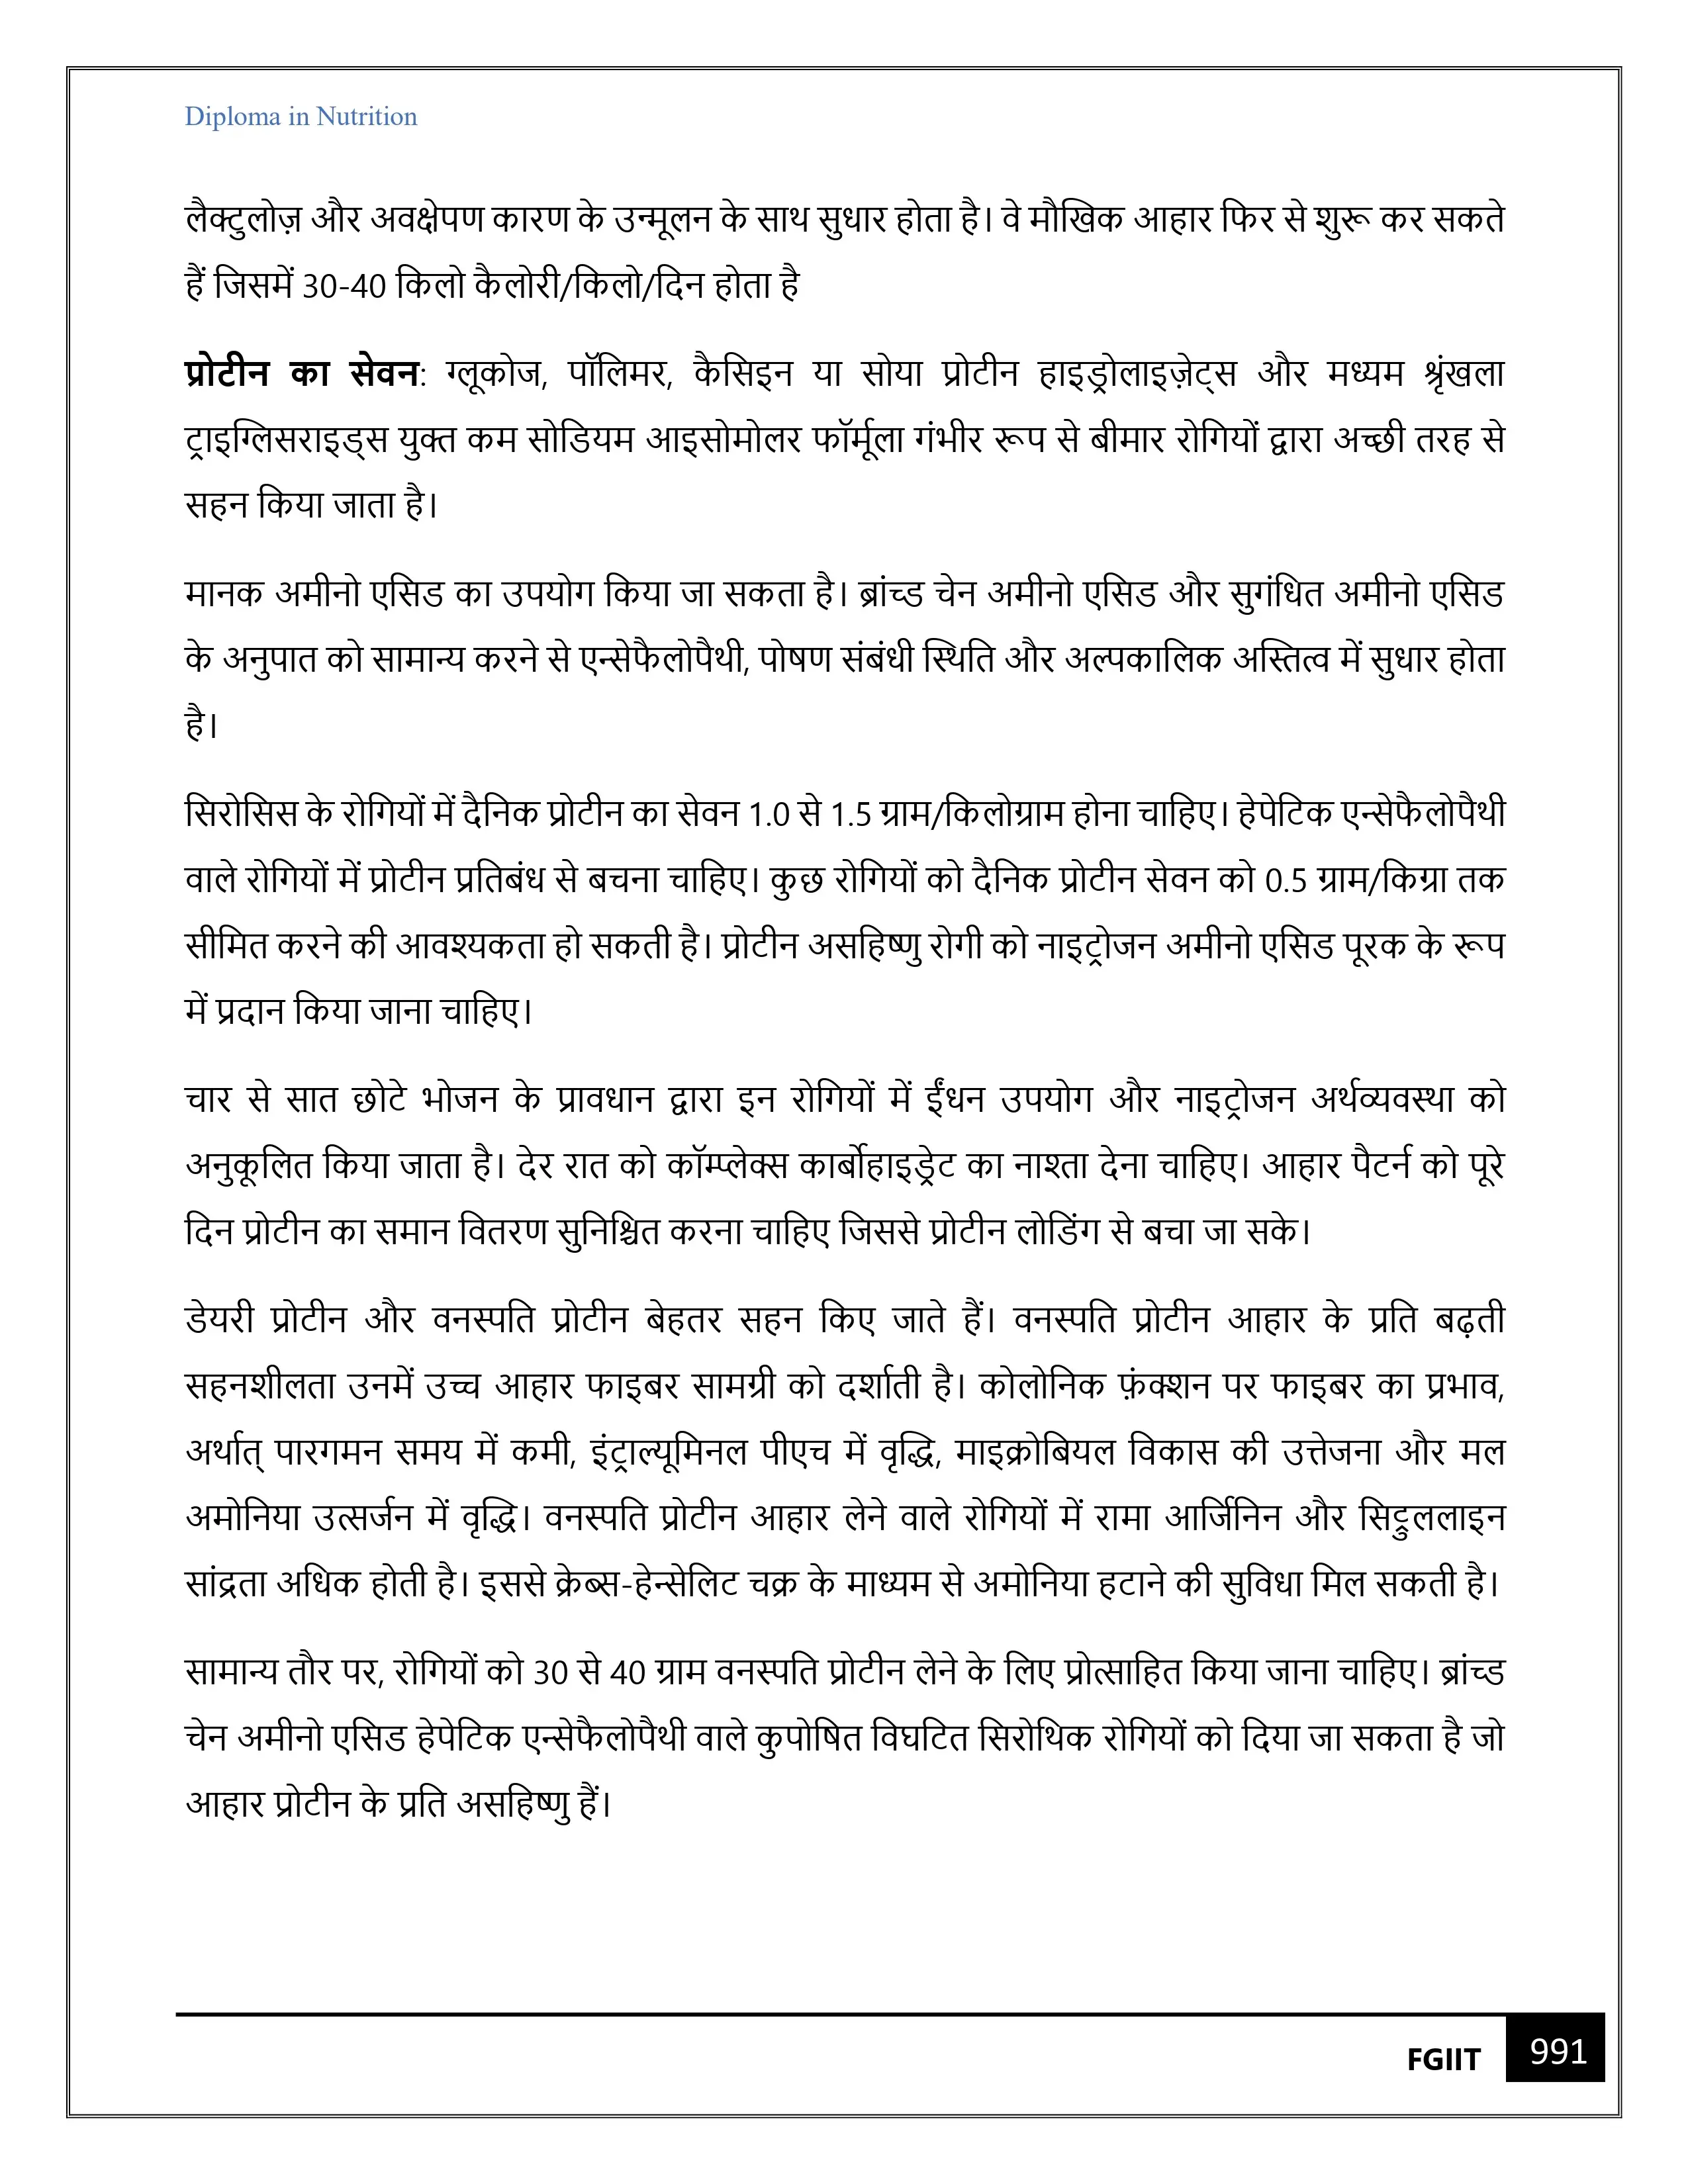 Diploma in Nutrition
लैक्टुलोज़ और अवक्षेपण कारण के उन्मूलन के साथ सुधार होता है। वे मौखिक आहार फिर से शुरू कर सकते
हैं जिसमें 30-40 किलो कैलोरी/किलो/दिन होता है
प्रोटीन का सेवन: ग्लूकोज, पॉलिमर, कैसिइन या सोया प्रोटीन हाइड्रोलाइज़ेट्स और मध्यम श्रृंखला
ट्राइग्लिसराइड्स युक्त कम सोडियम आइसोमोलर फॉर्मूला गंभीर रूप से बीमार रोगियों द्वारा अच्छी तरह से
सहन किया जाता है।
मानक अमीनो एसिड का उपयोग किया जा सकता है। ब्रांच्ड चेन अमीनो एसिड और सुगंधित अमीनो एसिड
के अनुपात को सामान्य करने से एन्सेफैलोपैथी, पोषण संबंधी स्थिति और अल्पकालिक अस्तित्व में सुधार होता
है।
सिरोसिस के रोगियों में दैनिक प्रोटीन का सेवन 1.0 से 1.5 ग्राम/किलोग्राम होना चाहिए। हेपेटिक एन्सेफैलोपैथी
वाले रोगियों में प्रोटीन प्रतिबंध से बचना चाहिए। कुछ रोगियों को दैनिक प्रोटीन सेवन को 0.5 ग्राम/किग्रा तक
सीमित करने की आवश्यकता हो सकती है। प्रोटीन असहिष्णु रोगी को नाइट्रोजन अमीनो एसिड पूरक के रूप
में प्रदान किया जाना चाहिए।
चार से सात छोटे भोजन के प्रावधान द्वारा इन रोगियों में ईंधन उपयोग और नाइट्रोजन अर्थव्यवस्था को
अनुकूलित किया जाता है। देर रात को कॉम्प्लेक्स कार्बोहाइड्रेट का नाश्ता देना चाहिए। आहार पैटर्न को पूरे
दिन प्रोटीन का समान वितरण सुनिश्चित करना चाहिए जिससे प्रोटीन लोडिंग से बचा जा सके।
डेयरी प्रोटीन और वनस्पति प्रोटीन बेहतर सहन किए जाते हैं। वनस्पति प्रोटीन आहार के प्रति बढ़ती
सहनशीलता उनमें उच्च आहार फाइबर सामग्री को दर्शाती है। कोलोनिक फ़ंक्शन पर फाइबर का प्रभाव,
अर्थात् पारगमन समय में कमी, इंट्राल्यूमिनल पीएच में वृद्धि, माइक्रोबियल विकास की उत्तेजना और मल
अमोनिया उत्सर्जन में वृद्धि। वनस्पति प्रोटीन आहार लेने वाले रोगियों में रामा आर्जिनिन और सिट्रुललाइन
सांद्रता अधिक होती है। इससे क्रेब्स-हेन्सेलिट चक्र के माध्यम से अमोनिया हटाने की सुविधा मिल सकती है।
सामान्य तौर पर, रोगियों को 30 से 40 ग्राम वनस्पति प्रोटीन लेने के लिए प्रोत्साहित किया जाना चाहिए। ब्रांच्ड
चेन अमीनो एसिड हेपेटिक एन्सेफैलोपैथी वाले कुपोषित विघटित सिरोथिक रोगियों को दिया जा सकता है जो
आहार प्रोटीन के प्रति असहिष्णु हैं।
FGIIT 991